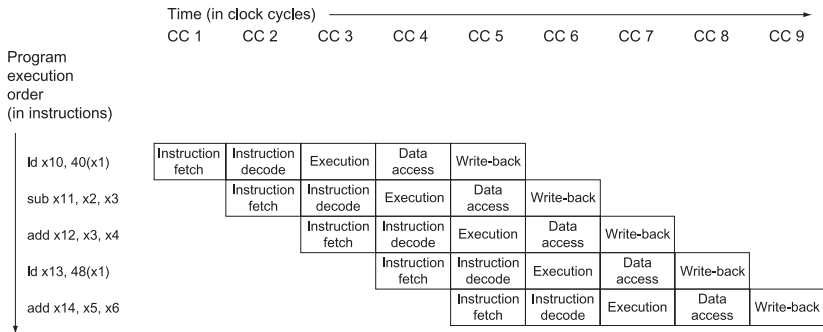 Time (in clock cycles)
CC 1 CC 2 CC 3 CC 4 CC 5 CC 6 CC 7 CC 8 CC 9
Program
execution
order
(in instructions)
ld x10, 40(x1)
Instruction
fetch
Instruction
decode
Execution
Data
access
Write-back
sub x11, x2, x3
Instruction
fetch
Instruction
decode
Execution
Data
access
Write-back
add x12, x3, x4
Instruction
fetch
Instruction
decode
Execution
Data
access
Write-back
ld x13, 48(x1)
Instruction
fetch
Instruction
decode
Execution
Data
access
Write-back
add x14, x5, x6
Instruction
fetch
Instruction
decode
Execution
Data
access
Write-back